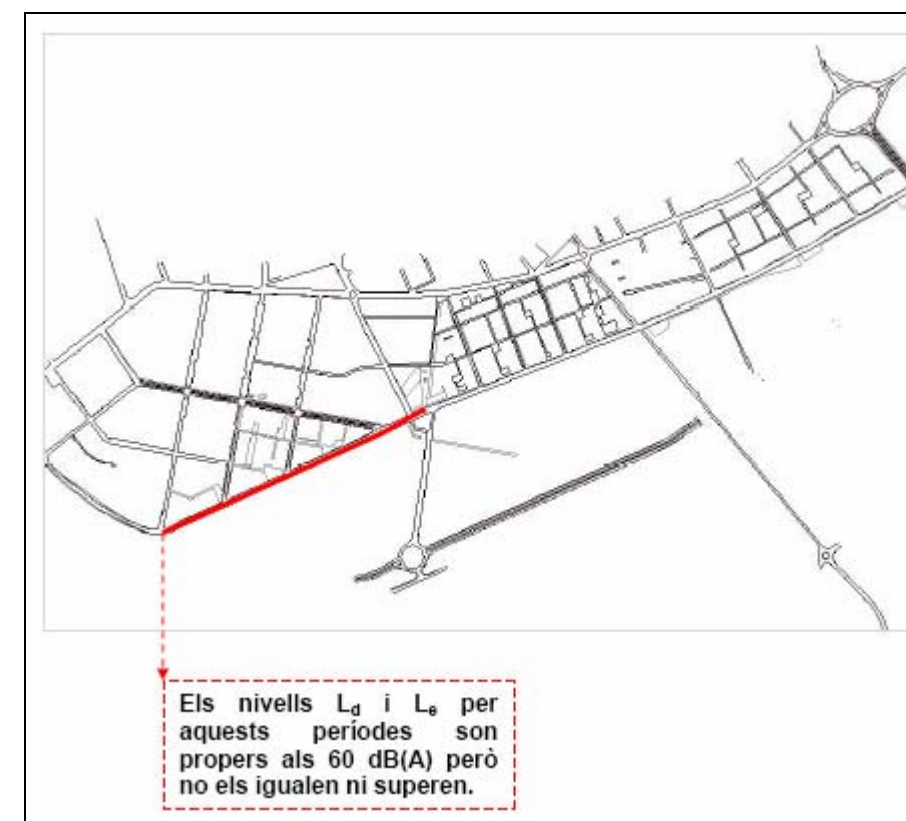 Els nivells Ld i Le per
aquests períodes son
propers als 60 dB(A) però
no els igualen ni superen.